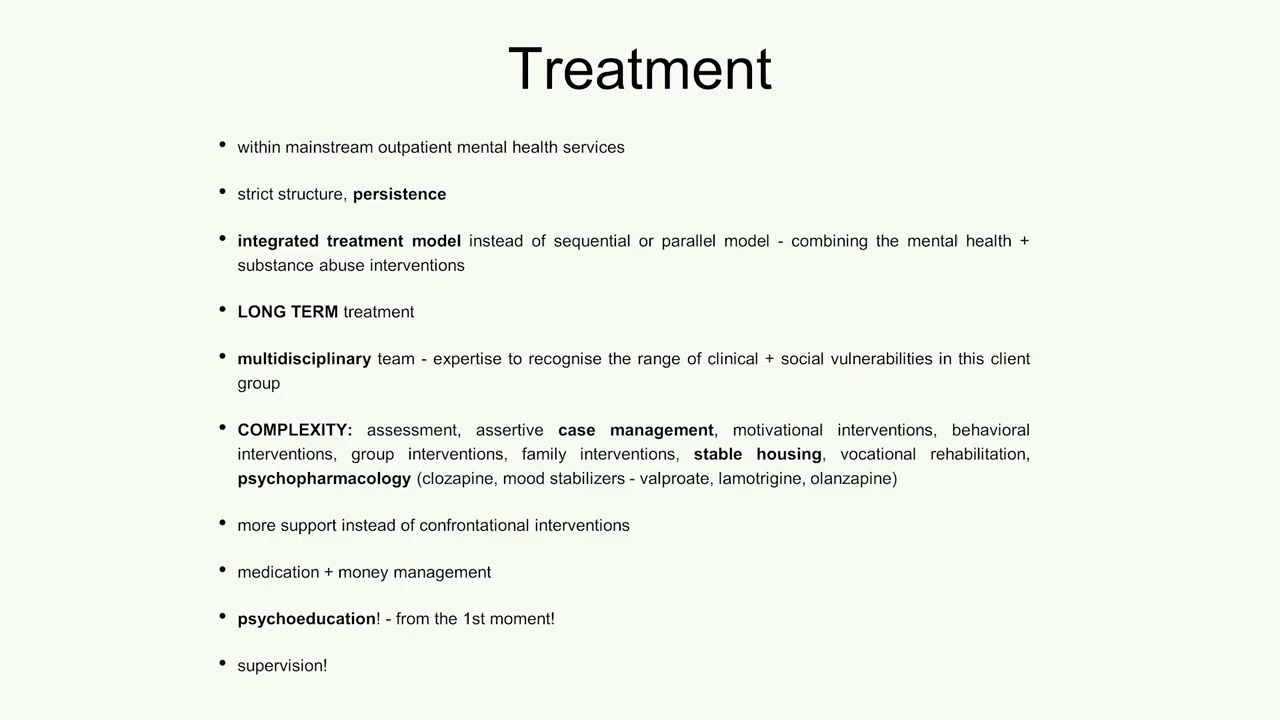 Treatment
• within mainstream outpatient mental health services
• strict structure, persistence
• integrated treatment model instead of sequential or parallel model - combining the mental health +
substance abuse interventions
• LONG TERM treatment
• multidisciplinary team - expertise to recognise the range of clinical + social vulnerabilities in this client
group
• COMPLEXITY: assessment, assertive case management, motivational interventions, behavioral
interventions, group interventions, family interventions, stable housing, vocational rehabilitation,
psychopharmacology (clozapine, mood stabilizers - valproate, lamotrigine, olanzapine)
• more support instead of confrontational interventions
• medication + money management
• psychoeducation! - from the 1st moment!
• supervision!